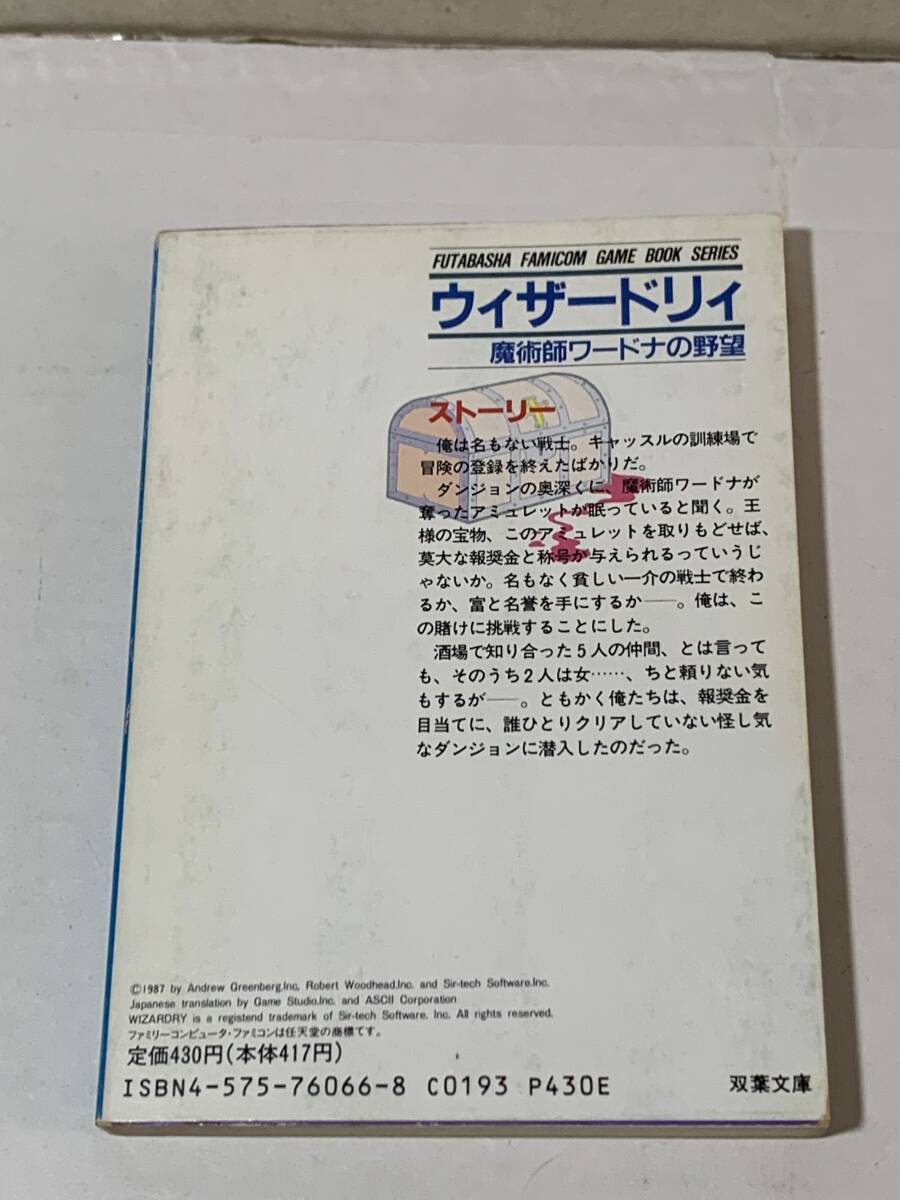 FUTABASHA FAMICOM GAME BOOK SERIES
ウィザードリィ
魔術師ワードナの野望
ストーリー
俺は名もない戦士。キャッスルの訓練場で
冒険の登録を終えたばかりだ。
ダンジョンの奥深くに、魔術師ワードナが
奪ったアミュレットが眠っていると聞く。王
様の宝物、このアミュレットを取りもどせば、
莫大な報奨金と称号が与えられるっていうじ
ゃないか。名もなく貧しい一介の戦士で終わ
るか、富と名誉を手にするか──。俺は、こ
の賭けに挑戦することにした。
酒場で知り合った5人の仲間、とは言って
も、そのうち2人は女……、ちと頼りない気
もするが──。ともかく俺たちは、報奨金を
目当てに、誰ひとりクリアしていない怪し気
なダンジョンに潜入したのだった。
©1987 by Andrew Greenberg.Inc, Robert Woodhead.Inc. and Sir-tech Software.Inc.
Japanese translation by Game Studio.Inc. and ASCII Corporation
WIZARDRY is a registend trademark of Sir-tech Software. Inc. All rights reserved.
ファミリーコンピュータ・ファミコンは任天堂の商標です。
定価430円(本体417円)
ISBN4-575-76066-8 C0193 P430E
双葉文庫